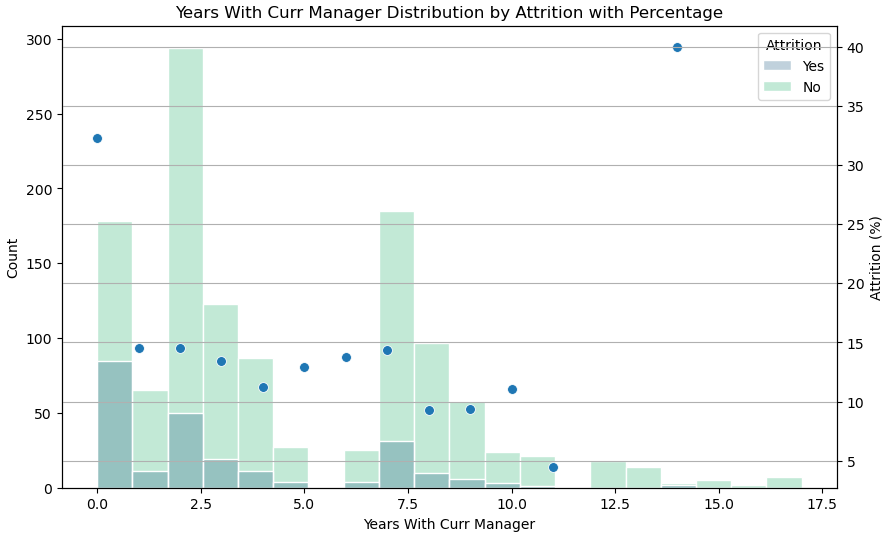 Years With Curr Manager Distribution by Attrition with Percentage
Attrition
Yes
No
Count
300
250
200
150
100
50
0
40
35
30
25
20
15
10
5
Attrition (%)
0.0 2.5 5.0 7.5 10.0 12.5 15.0 17.5
Years With Curr Manager